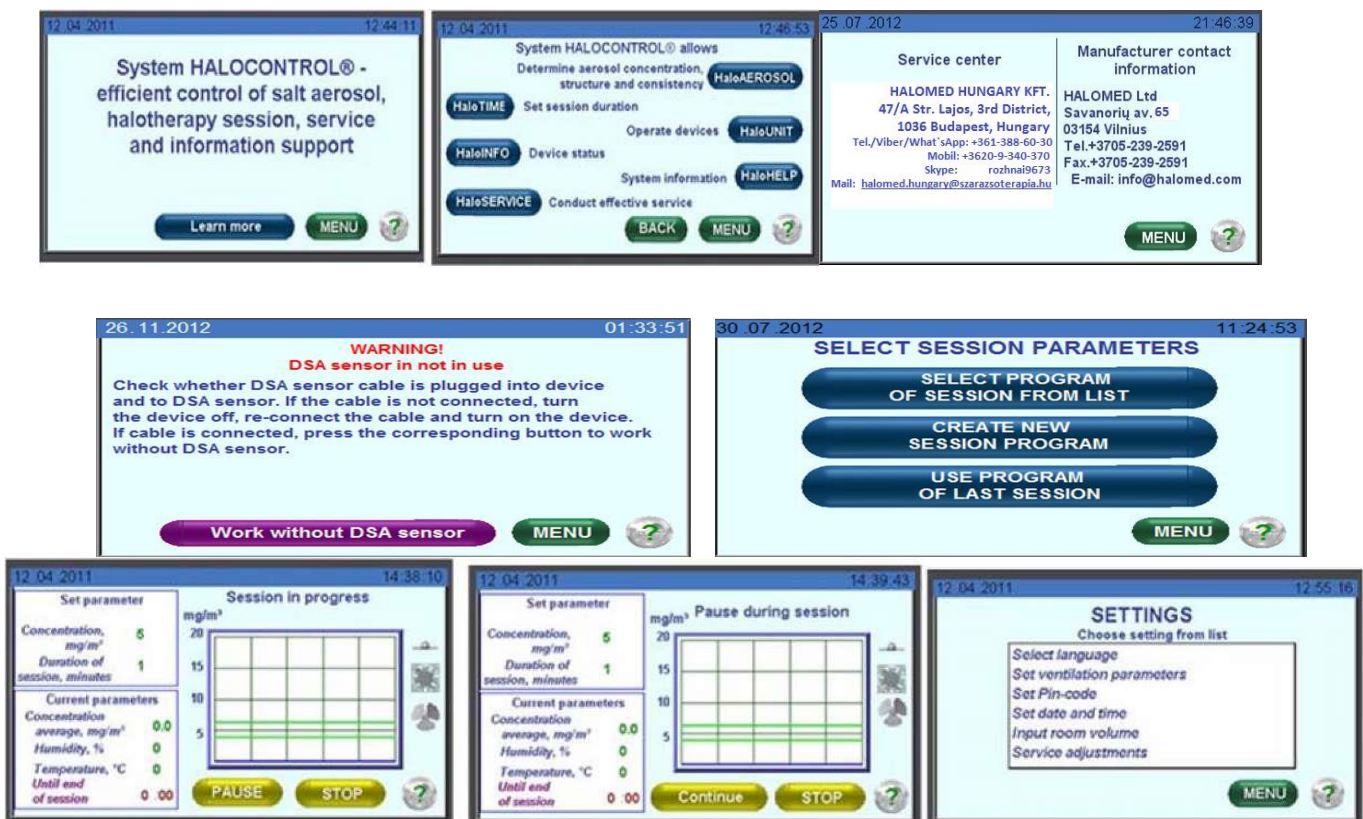 12 04 2011 12:44:11
System HALOCONTROL® -
efficient control of salt aerosol,
halotherapy session, service
and information support
Learn more MENU ?
12 04 2011 12:46:53
System HALOCONTROL® allows
Determine aerosol concentration,
structure and consistency HaloAEROSOL
HaloTIME Set session duration
Operate devices HaloUNIT
HaloINFO Device status
System information HaloHELP
HaloSERVICE Conduct effective service
BACK MENU ?
25 .07 .2012 21:46:39
Service center
HALOMED HUNGARY KFT.
47/A Str. Lajos, 3rd District,
1036 Budapest, Hungary
Tel./Viber/What`sApp: +361-388-60-30
Mobil: +3620-9-340-370
Skype: rozhnai9673
Mail: halomed.hungary@szarazsoterapia.hu
Manufacturer contact
information
HALOMED Ltd
Savanorių av. 65
03154 Vilnius
Tel.+3705-239-2591
Fax.+3705-239-2591
E-mail: info@halomed.com
MENU ?
26. 11.2012 01:33:51
WARNING!
DSA sensor in not in use
Check whether DSA sensor cable is plugged into device
and to DSA sensor. If the cable is not connected, turn
the device off, re-connect the cable and turn on the device.
If cable is connected, press the corresponding button to work
without DSA sensor.
Work without DSA sensor MENU ?
30 .07 .2012 11:24:53
SELECT SESSION PARAMETERS
SELECT PROGRAM
OF SESSION FROM LIST
CREATE NEW
SESSION PROGRAM
USE PROGRAM
OF LAST SESSION
MENU ?
12 04 2011 14:38:10
Set parameter
Concentration,
mg/m³ 5
Duration of
session, minutes 1
Current parameters
Concentration
average, mg/m³ 0.0
Humidity, % 0
Temperature, °C 0
Until end
of session 0 :00
Session in progress
mg/m³
20
15
10
5
PAUSE STOP ?
12 04 2011 14:39:43
Set parameter
Concentration,
mg/m³ 5
Duration of
session, minutes 1
Current parameters
Concentration
average, mg/m³ 0.0
Humidity, % 0
Temperature, °C 0
Until end
of session 0 :00
mg/m³ Pause during session
20
15
10
5
Continue STOP ?
12 04 2011 12:55:16
SETTINGS
Choose setting from list
Select language
Set ventilation parameters
Set Pin-code
Set date and time
Input room volume
Service adjustments
MENU ?